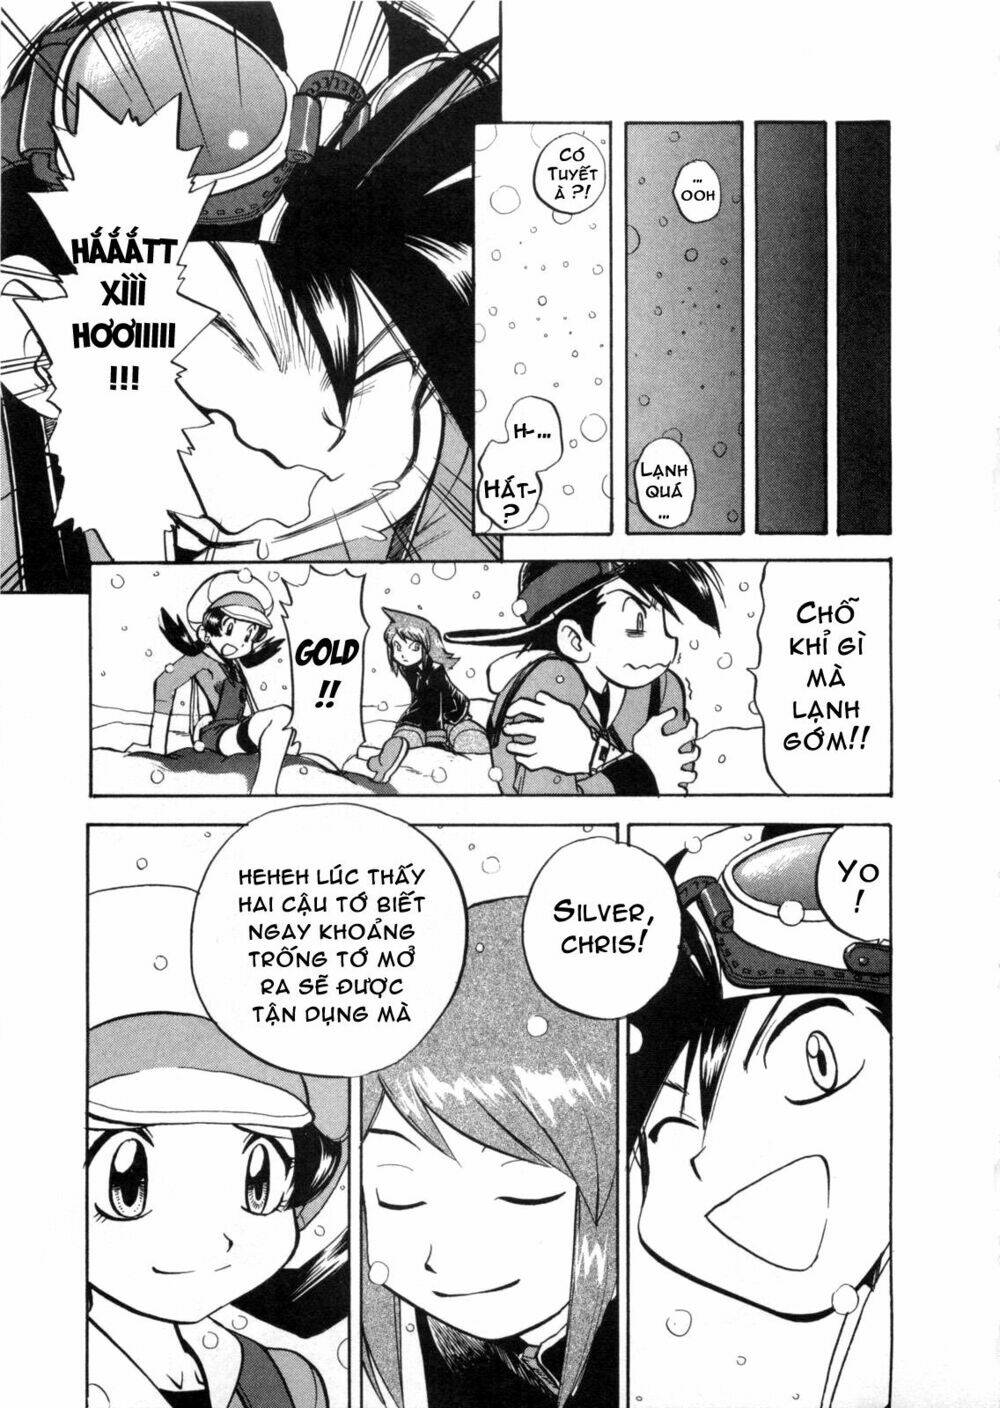 ...
OOH
LẠNH
QUÁ
...
CÓ
TUYẾT
À?!
H-...
HẮT-
?
HẮẮẮTT
XÌÌÌ
HƠƠIIIII
!!!
CHỖ
KHỈ GÌ
MÀ
LẠNH
GỚM!!
GOLD
!!
YO
!
SILVER,
CHRIS!
HEHEH LÚC THẤY
HAI CẬU TỚ BIẾT
NGAY KHOẢNG
TRỐNG TỚ MỞ
RA SẼ ĐƯỢC
TẬN DỤNG MÀ